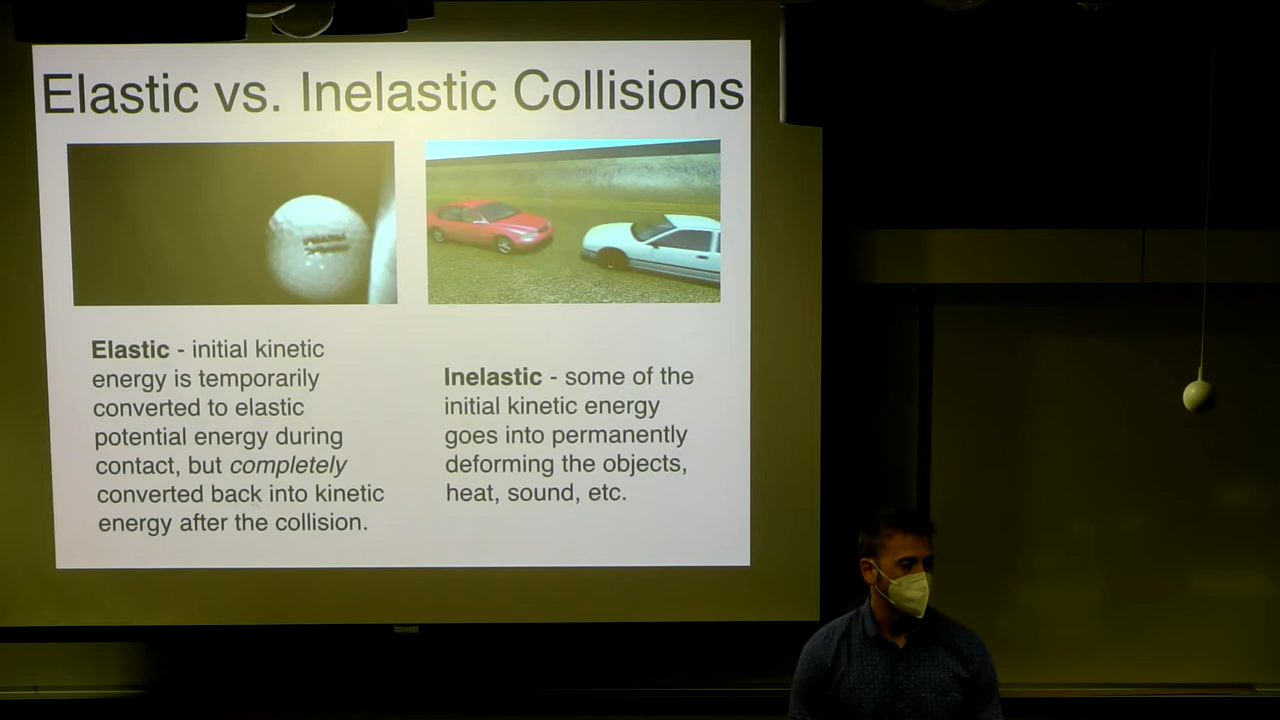 Elastic vs. Inelastic Collisions
Elastic - initial kinetic
energy is temporarily
converted to elastic
potential energy during
contact, but completely
converted back into kinetic
energy after the collision.
Inelastic - some of the
initial kinetic energy
goes into permanently
deforming the objects,
heat, sound, etc.